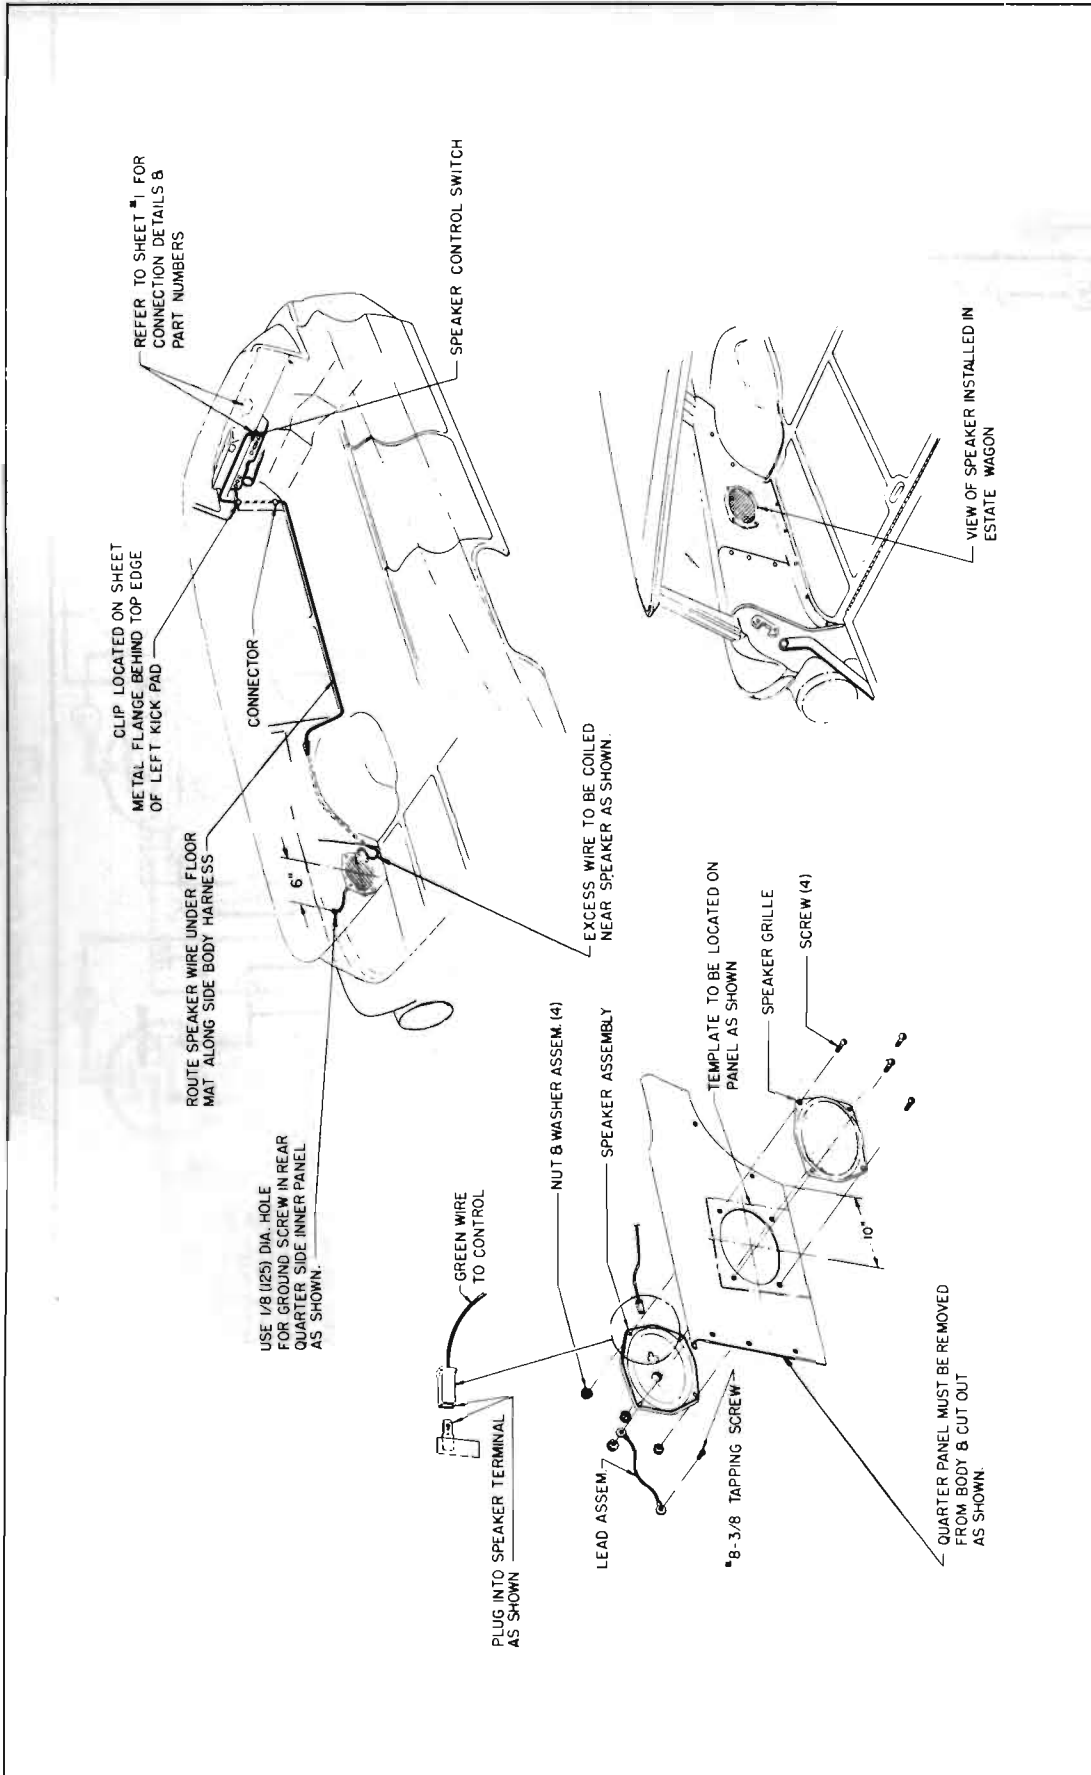 REFER TO SHEET #1 FOR
CONNECTION DETAILS &
PART NUMBERS
SPEAKER CONTROL SWITCH
CLIP LOCATED ON SHEET
METAL FLANGE BEHIND TOP EDGE
OF LEFT KICK PAD
CONNECTOR
ROUTE SPEAKER WIRE UNDER FLOOR
MAT ALONG SIDE BODY HARNESS
6"
USE 1/8 (.125) DIA. HOLE
FOR GROUND SCREW IN REAR
QUARTER SIDE INNER PANEL
AS SHOWN.
EXCESS WIRE TO BE COILED
NEAR SPEAKER AS SHOWN.
VIEW OF SPEAKER INSTALLED IN
ESTATE WAGON
GREEN WIRE
TO CONTROL
PLUG INTO SPEAKER TERMINAL
AS SHOWN
NUT & WASHER ASSEM. (4)
SPEAKER ASSEMBLY
TEMPLATE TO BE LOCATED ON
PANEL AS SHOWN
SPEAKER GRILLE
SCREW (4)
10"
LEAD ASSEM.
#8-3/8 TAPPING SCREW
QUARTER PANEL MUST BE REMOVED
FROM BODY & CUT OUT
AS SHOWN.